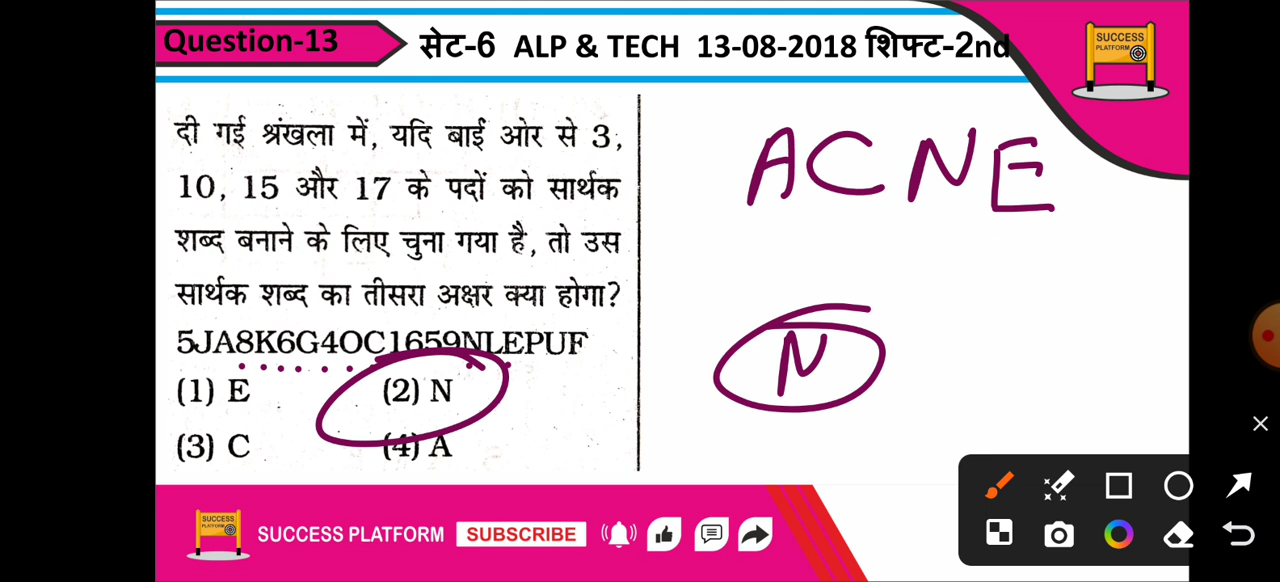 Question-13
सेट-6 ALP & TECH 13-08-2018 शिफ्ट-2nd
SUCCESS
PLATFORM
दी गई श्रंखला में, यदि बाईं ओर से 3,
10, 15 और 17 के पदों को सार्थक
शब्द बनाने के लिए चुना गया है, तो उस
सार्थक शब्द का तीसरा अक्षर क्या होगा?
5JA8K6G4OC1659NLEPUF
(1) E (2) N
(3) C (4) A
ACNE
N
SUCCESS
PLATFORM
SUCCESS PLATFORM SUBSCRIBE